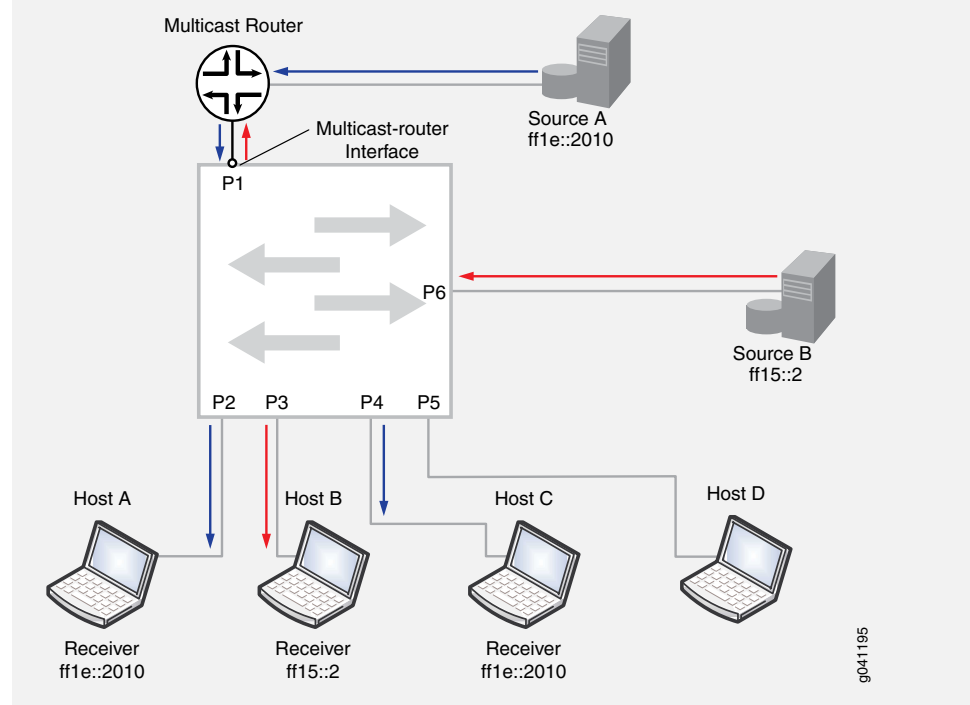 Multicast Router
Source A
ff1e::2010
Multicast-router
Interface
P1
P6
Source B
ff15::2
P2
P3
P4
P5
Host A
Host B
Host C
Host D
Receiver
ff1e::2010
Receiver
ff15::2
Receiver
ff1e::2010
g041195